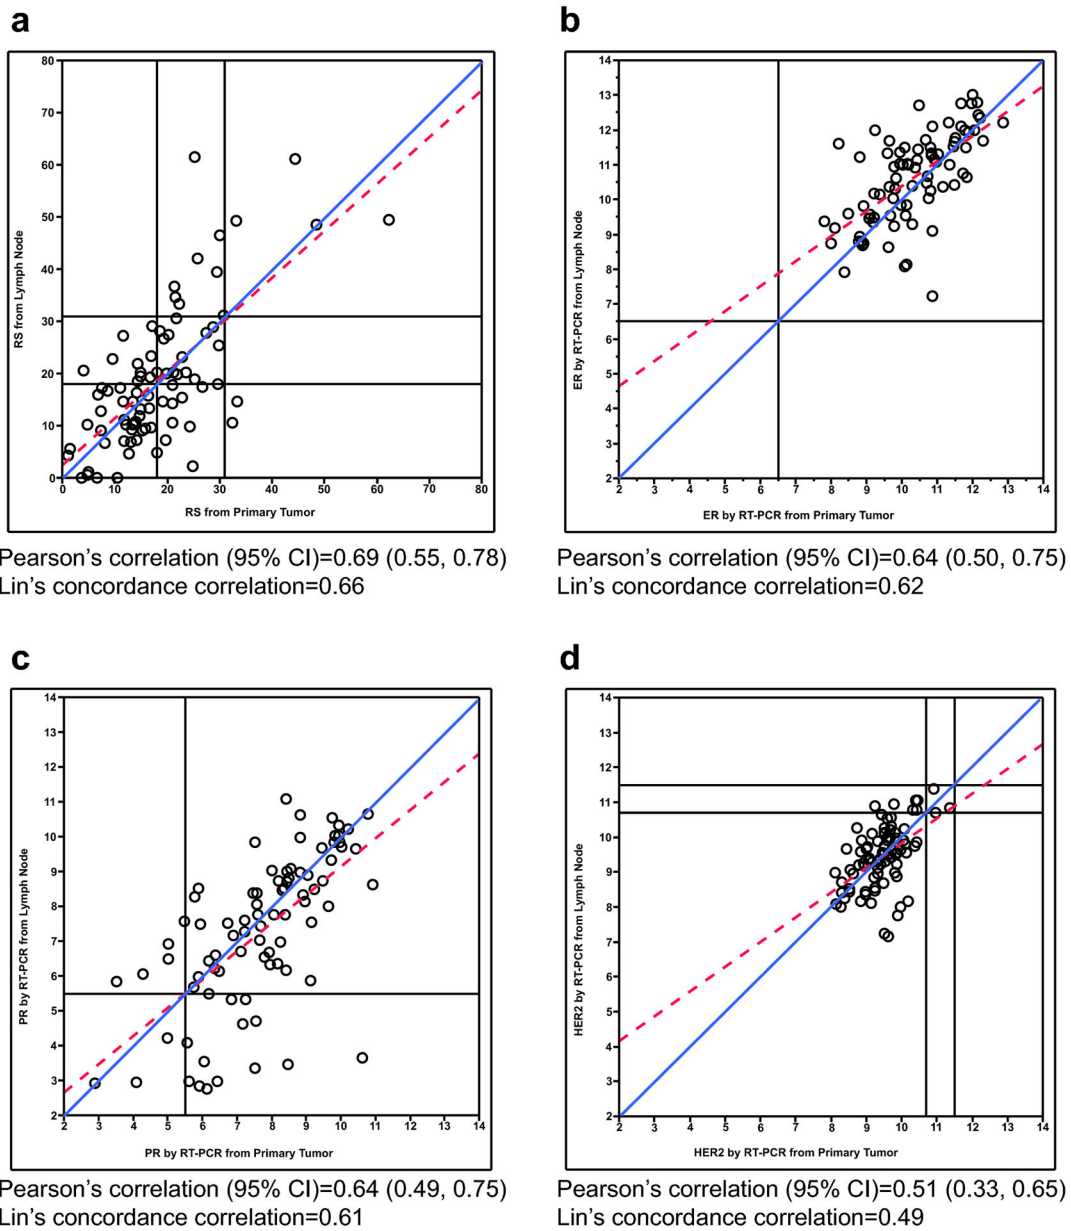 a
80
70
60
50
40
30
20
10
0
RS from Lymph Node
0 10 20 30 40 50 60 70 80
RS from Primary Tumor
Pearson's correlation (95% CI)=0.69 (0.55, 0.78)
Lin's concordance correlation=0.66
b
14
13
12
11
10
9
8
7
6
5
4
3
2
ER by RT-PCR from Lymph Node
2 3 4 5 6 7 8 9 10 11 12 13 14
ER by RT-PCR from Primary Tumor
Pearson's correlation (95% CI)=0.64 (0.50, 0.75)
Lin's concordance correlation=0.62
c
14
13
12
11
10
9
8
7
6
5
4
3
2
PR by RT-PCR from Lymph Node
2 3 4 5 6 7 8 9 10 11 12 13 14
PR by RT-PCR from Primary Tumor
Pearson's correlation (95% CI)=0.64 (0.49, 0.75)
Lin's concordance correlation=0.61
d
14
13
12
11
10
9
8
7
6
5
4
3
2
HER2 by RT-PCR from Lymph Node
2 3 4 5 6 7 8 9 10 11 12 13 14
HER2 by RT-PCR from Primary Tumor
Pearson's correlation (95% CI)=0.51 (0.33, 0.65)
Lin's concordance correlation=0.49